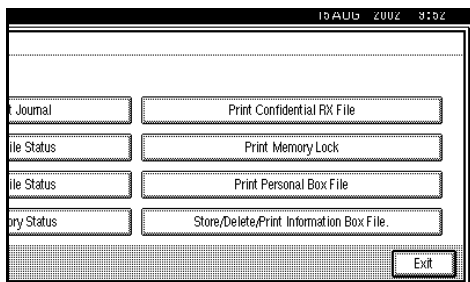 15 AUG 2002 9:52
t Journal Print Confidential RX File
ile Status Print Memory Lock
ile Status Print Personal Box File
ory Status Store/Delete/Print Information Box File.
Exit